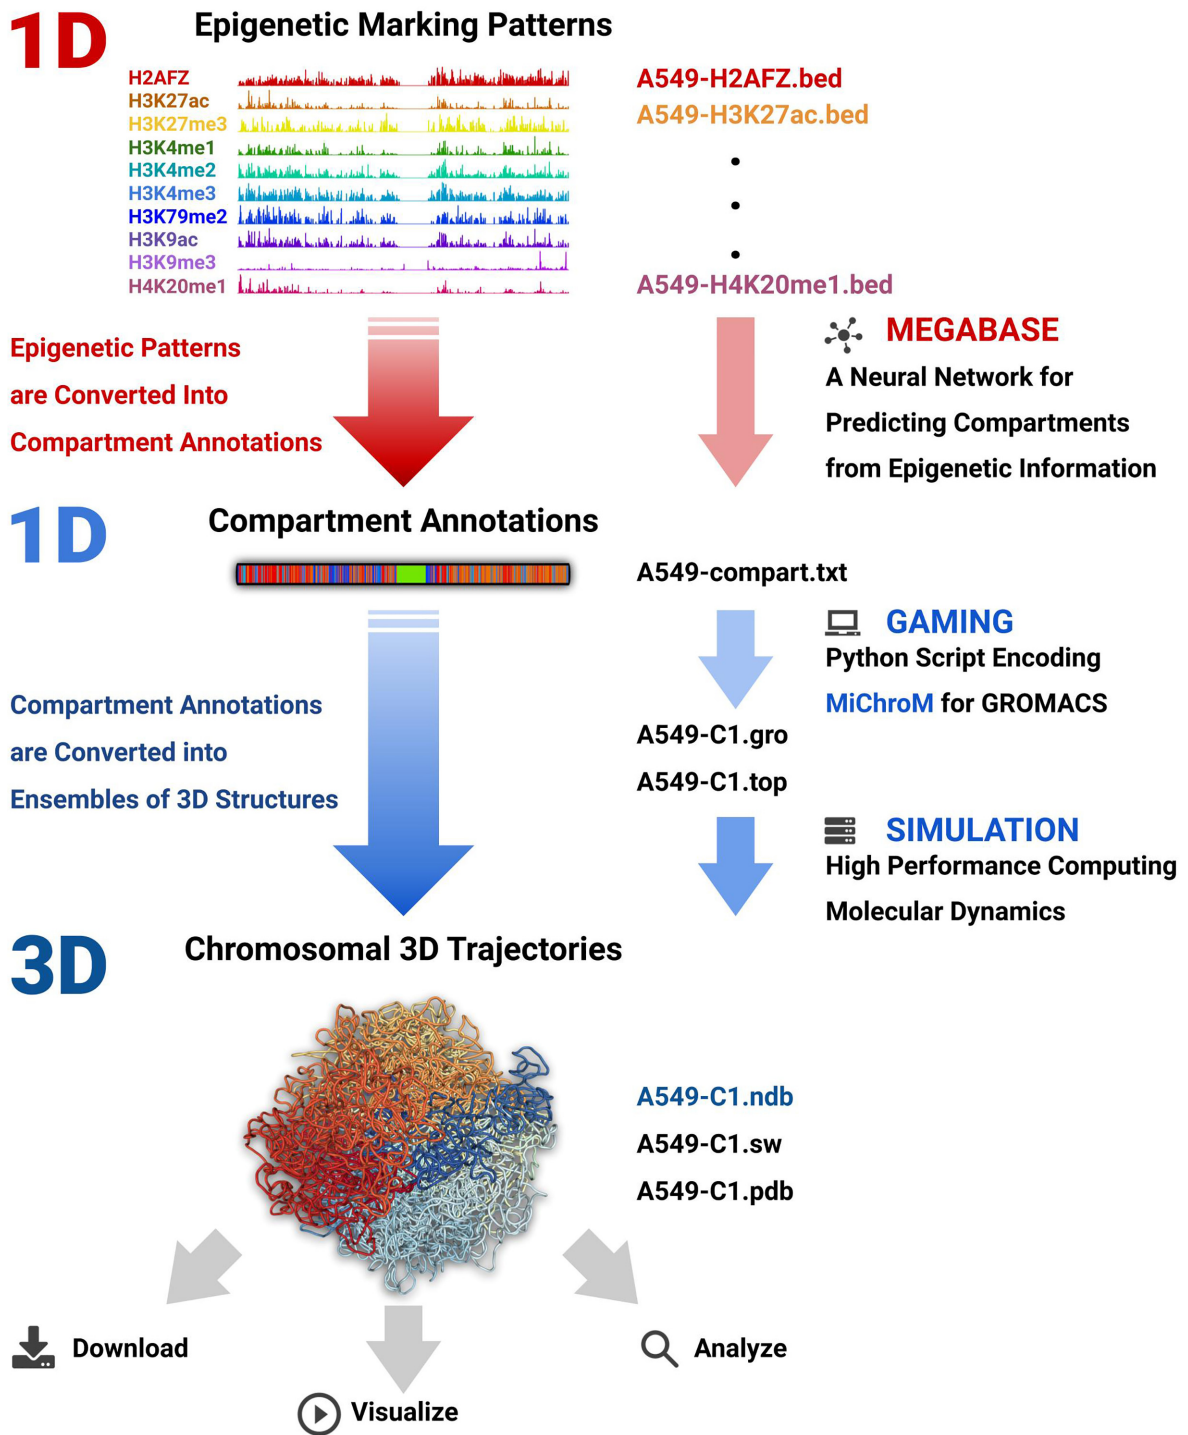 1D
Epigenetic Marking Patterns
H2AFZ
H3K27ac
H3K27me3
H3K4me1
H3K4me2
H3K4me3
H3K79me2
H3K9ac
H3K9me3
H4K20me1
A549-H2AFZ.bed
A549-H3K27ac.bed
A549-H4K20me1.bed
Epigenetic Patterns
are Converted Into
Compartment Annotations
MEGABASE
A Neural Network for
Predicting Compartments
from Epigenetic Information
1D
Compartment Annotations
A549-compart.txt
GAMING
Python Script Encoding
MiChroM for GROMACS
Compartment Annotations
are Converted into
Ensembles of 3D Structures
A549-C1.gro
A549-C1.top
SIMULATION
High Performance Computing
Molecular Dynamics
3D
Chromosomal 3D Trajectories
A549-C1.ndb
A549-C1.sw
A549-C1.pdb
Download
Visualize
Analyze